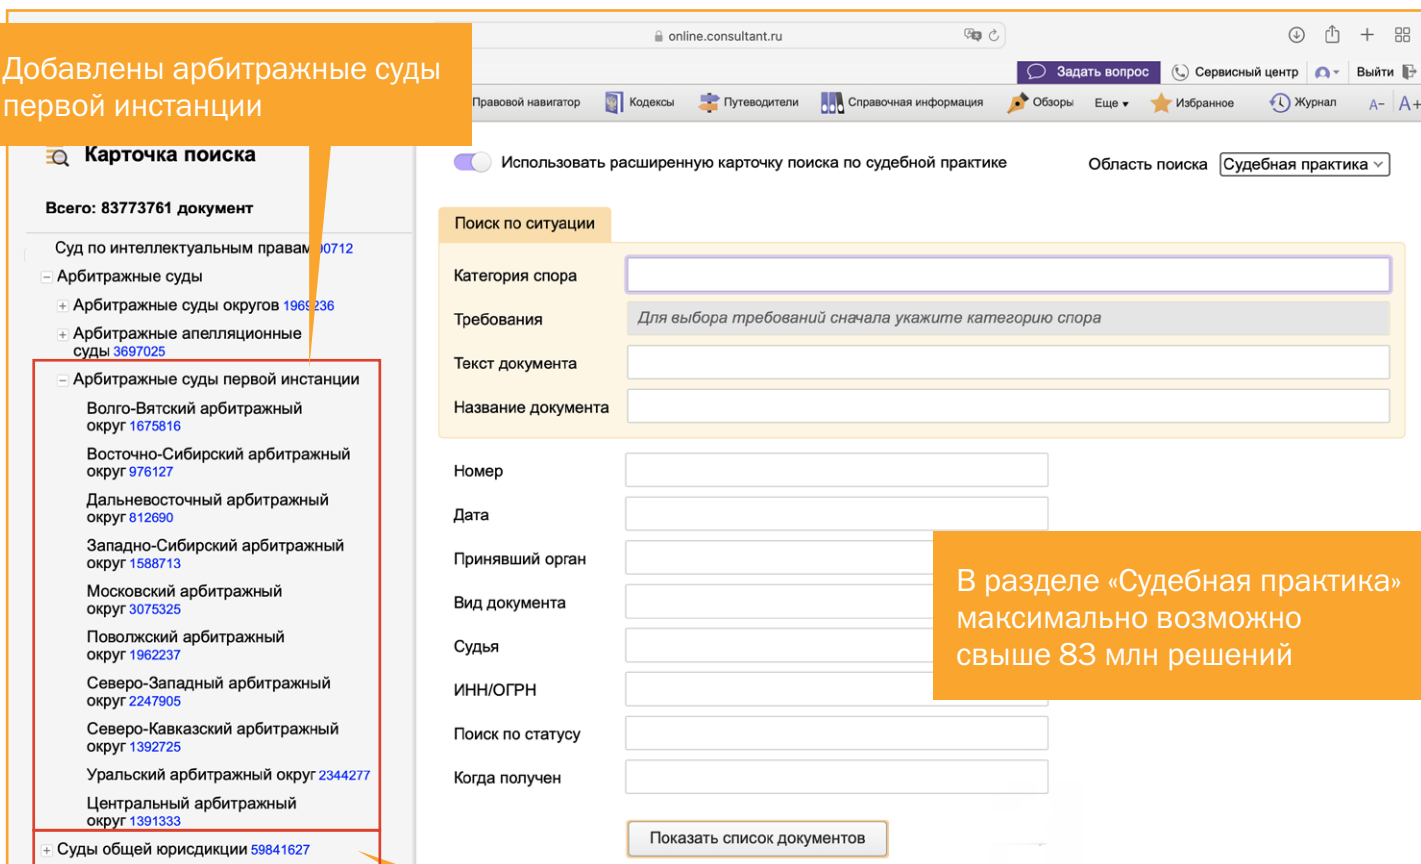 online.consultant.ru
Добавлены арбитражные суды
первой инстанции
Задать вопрос
Сервисный центр
Выйти
Правовой навигатор
Кодексы
Путеводители
Справочная информация
Обзоры
Еще
Избранное
Журнал
A−
A+
Карточка поиска
Использовать расширенную карточку поиска по судебной практике
Область поиска
Судебная практика
Всего: 83773761 документ
Суд по интеллектуальным правам
Арбитражные суды
Арбитражные суды округов 1969236
Арбитражные апелляционные
суды 3697025
Арбитражные суды первой инстанции
Волго-Вятский арбитражный
округ 1675816
Восточно-Сибирский арбитражный
округ 976127
Дальневосточный арбитражный
округ 812690
Западно-Сибирский арбитражный
округ 1588713
Московский арбитражный
округ 3075325
Поволжский арбитражный
округ 1962237
Северо-Западный арбитражный
округ 2247905
Северо-Кавказский арбитражный
округ 1392725
Уральский арбитражный округ 2344277
Центральный арбитражный
округ 1391333
Суды общей юрисдикции 59841627
Поиск по ситуации
Категория спора
Требования
Для выбора требований сначала укажите категорию спора
Текст документа
Название документа
Номер
Дата
Принявший орган
Вид документа
Судья
ИНН/ОГРН
Поиск по статусу
Когда получен
Показать список документов
В разделе «Судебная практика»
максимально возможно
свыше 83 млн решений